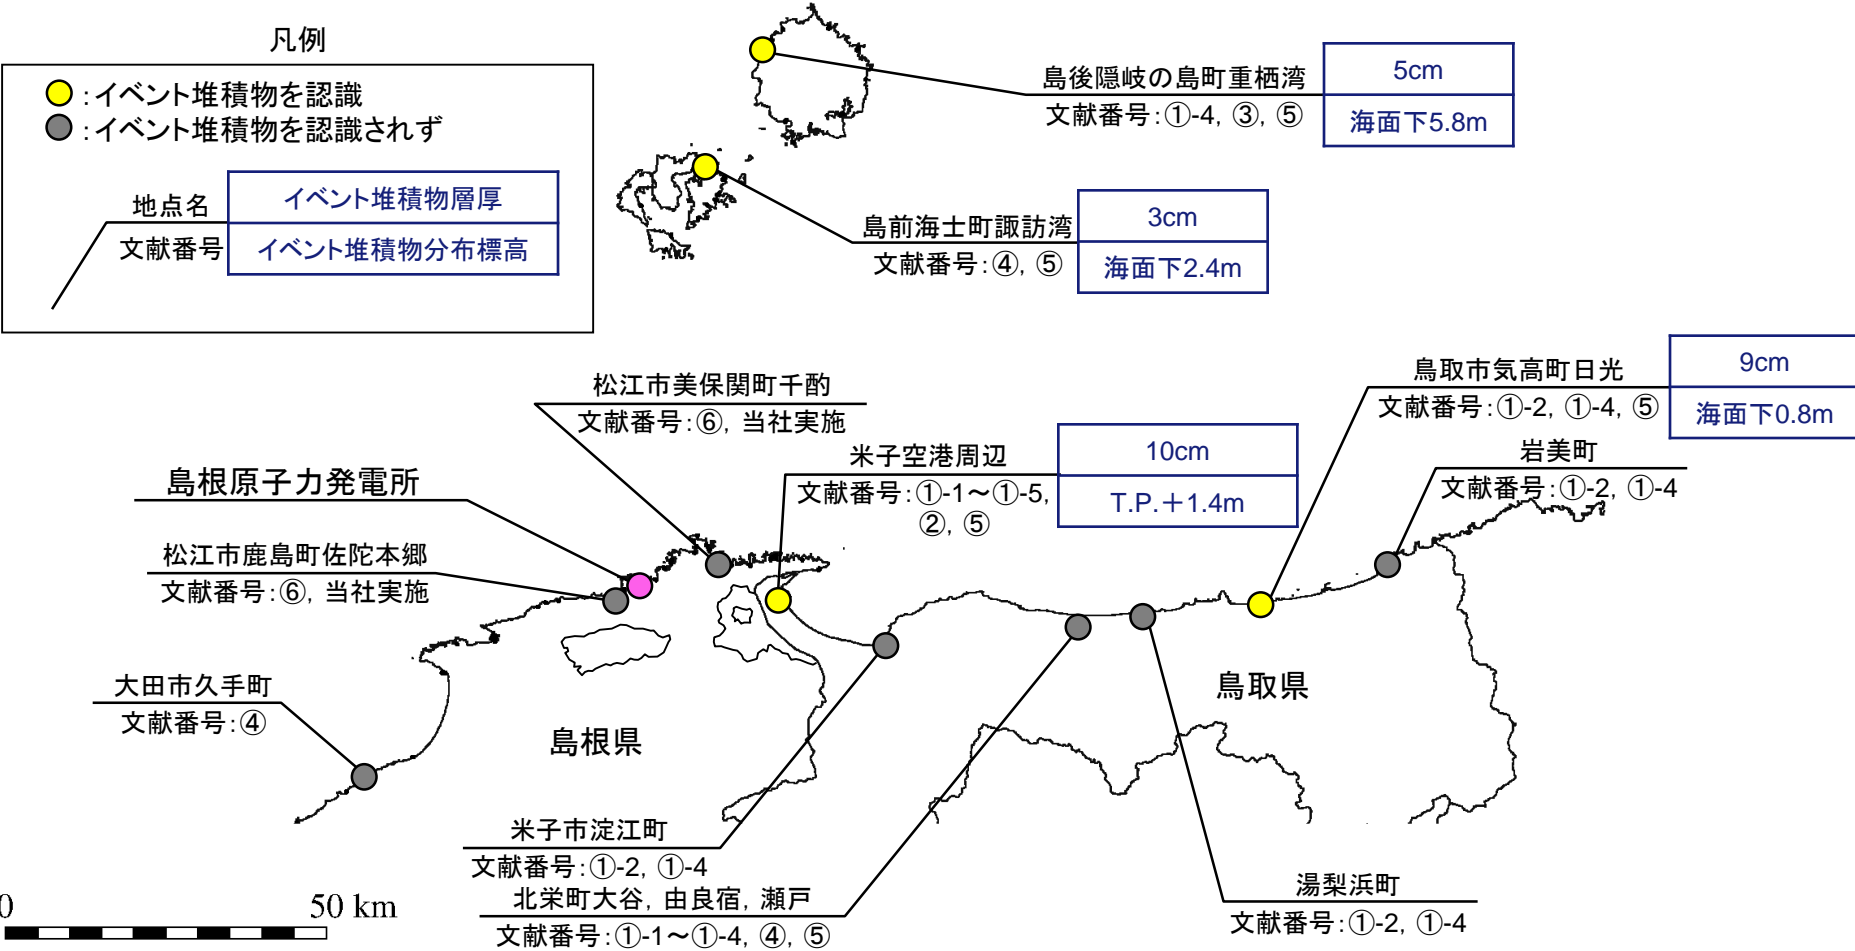 凡例
:イベント堆積物を認識
:イベント堆積物を認識されず
地点名
文献番号
イベント堆積物層厚
イベント堆積物分布標高
島後隠岐の島町重栖湾
文献番号:①-4, ③, ⑤
5cm
海面下5.8m
島前海士町諏訪湾
文献番号:④, ⑤
3cm
海面下2.4m
松江市美保関町千酌
文献番号:⑥, 当社実施
鳥取市気高町日光
文献番号:①-2, ①-4, ⑤
9cm
海面下0.8m
米子空港周辺
文献番号:①-1～①-5,
②, ⑤
10cm
T.P.＋1.4m
岩美町
文献番号:①-2, ①-4
島根原子力発電所
松江市鹿島町佐陀本郷
文献番号:⑥, 当社実施
大田市久手町
文献番号:④
島根県
鳥取県
米子市淀江町
文献番号:①-2, ①-4
北栄町大谷, 由良宿, 瀬戸
文献番号:①-1～①-4, ④, ⑤
湯梨浜町
文献番号:①-2, ①-4
0 50 km